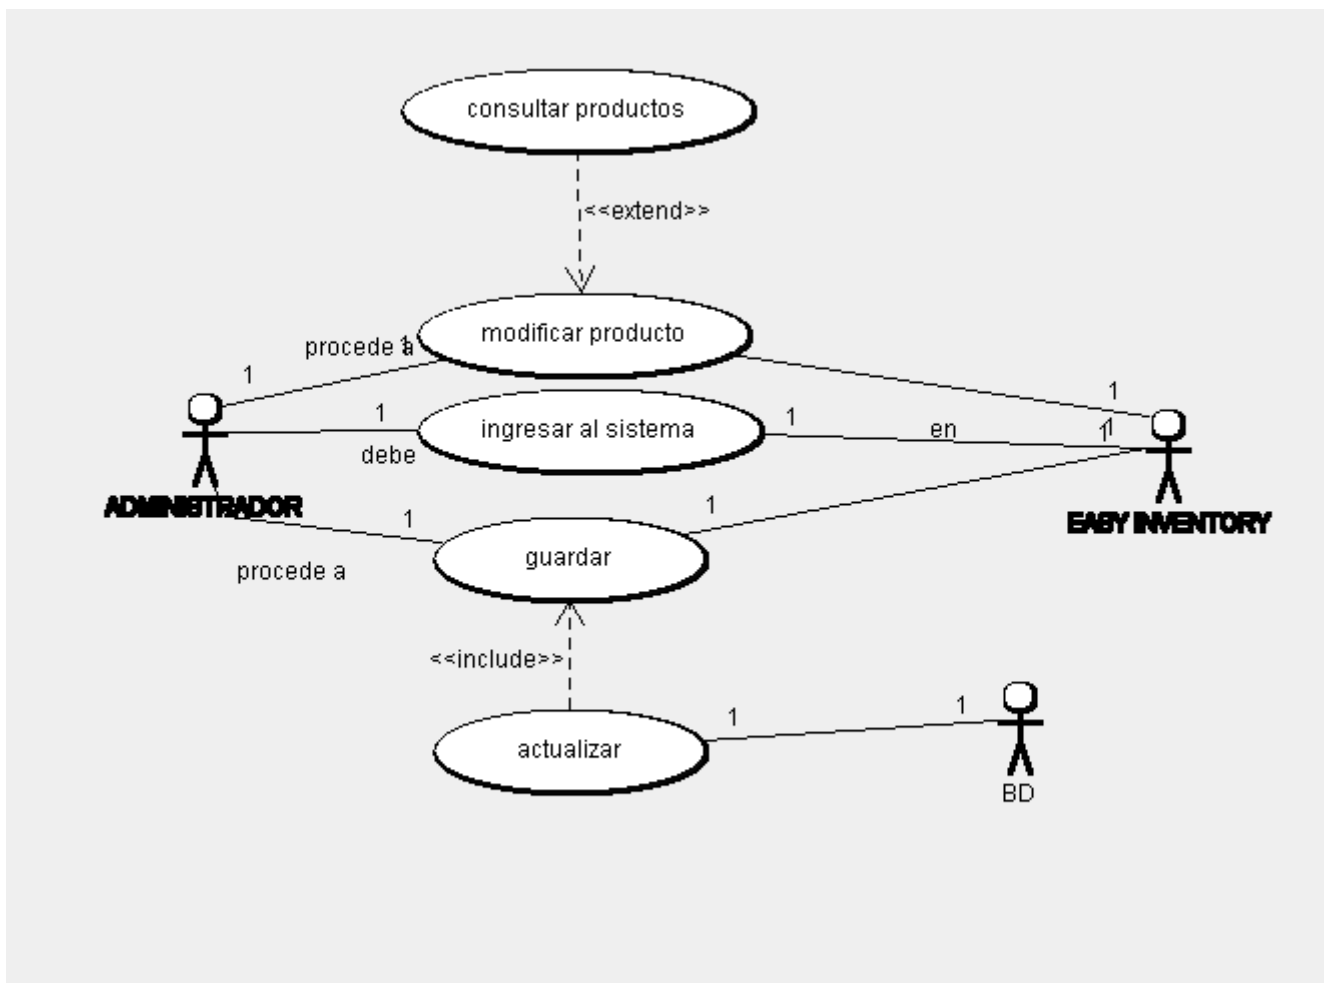 consultar productos
<<extend>>
modificar producto
procede a
1
1
1
ingresar al sistema
1
1
en
1
1
debe
ADMINISTRADOR
EASY INVENTORY
1
1
guardar
procede a
<<include>>
actualizar
1
1
BD